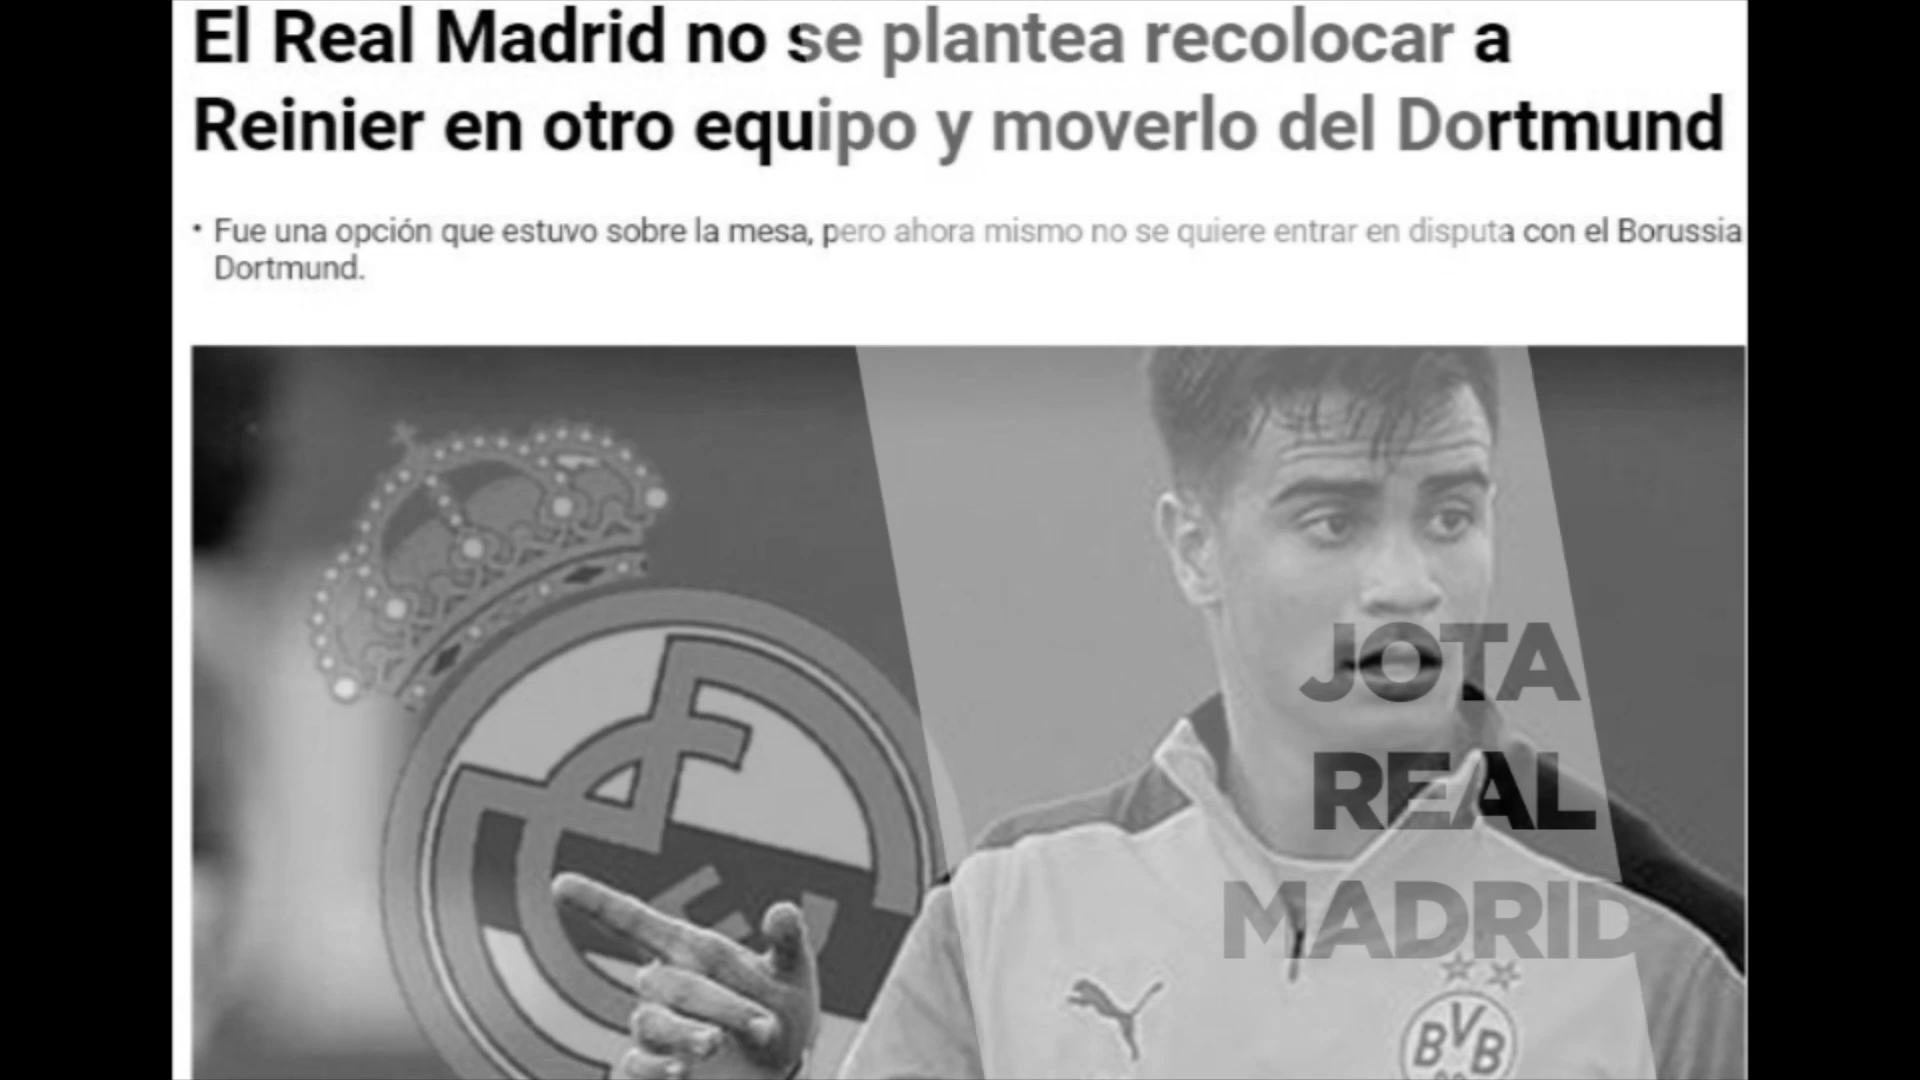 El Real Madrid no se plantea recolocar a
Reinier en otro equipo y moverlo del Dortmund
• Fue una opción que estuvo sobre la mesa, pero ahora mismo no se quiere entrar en disputa con el Borussia
Dortmund.
JOTA
REAL
MADRID
BVB